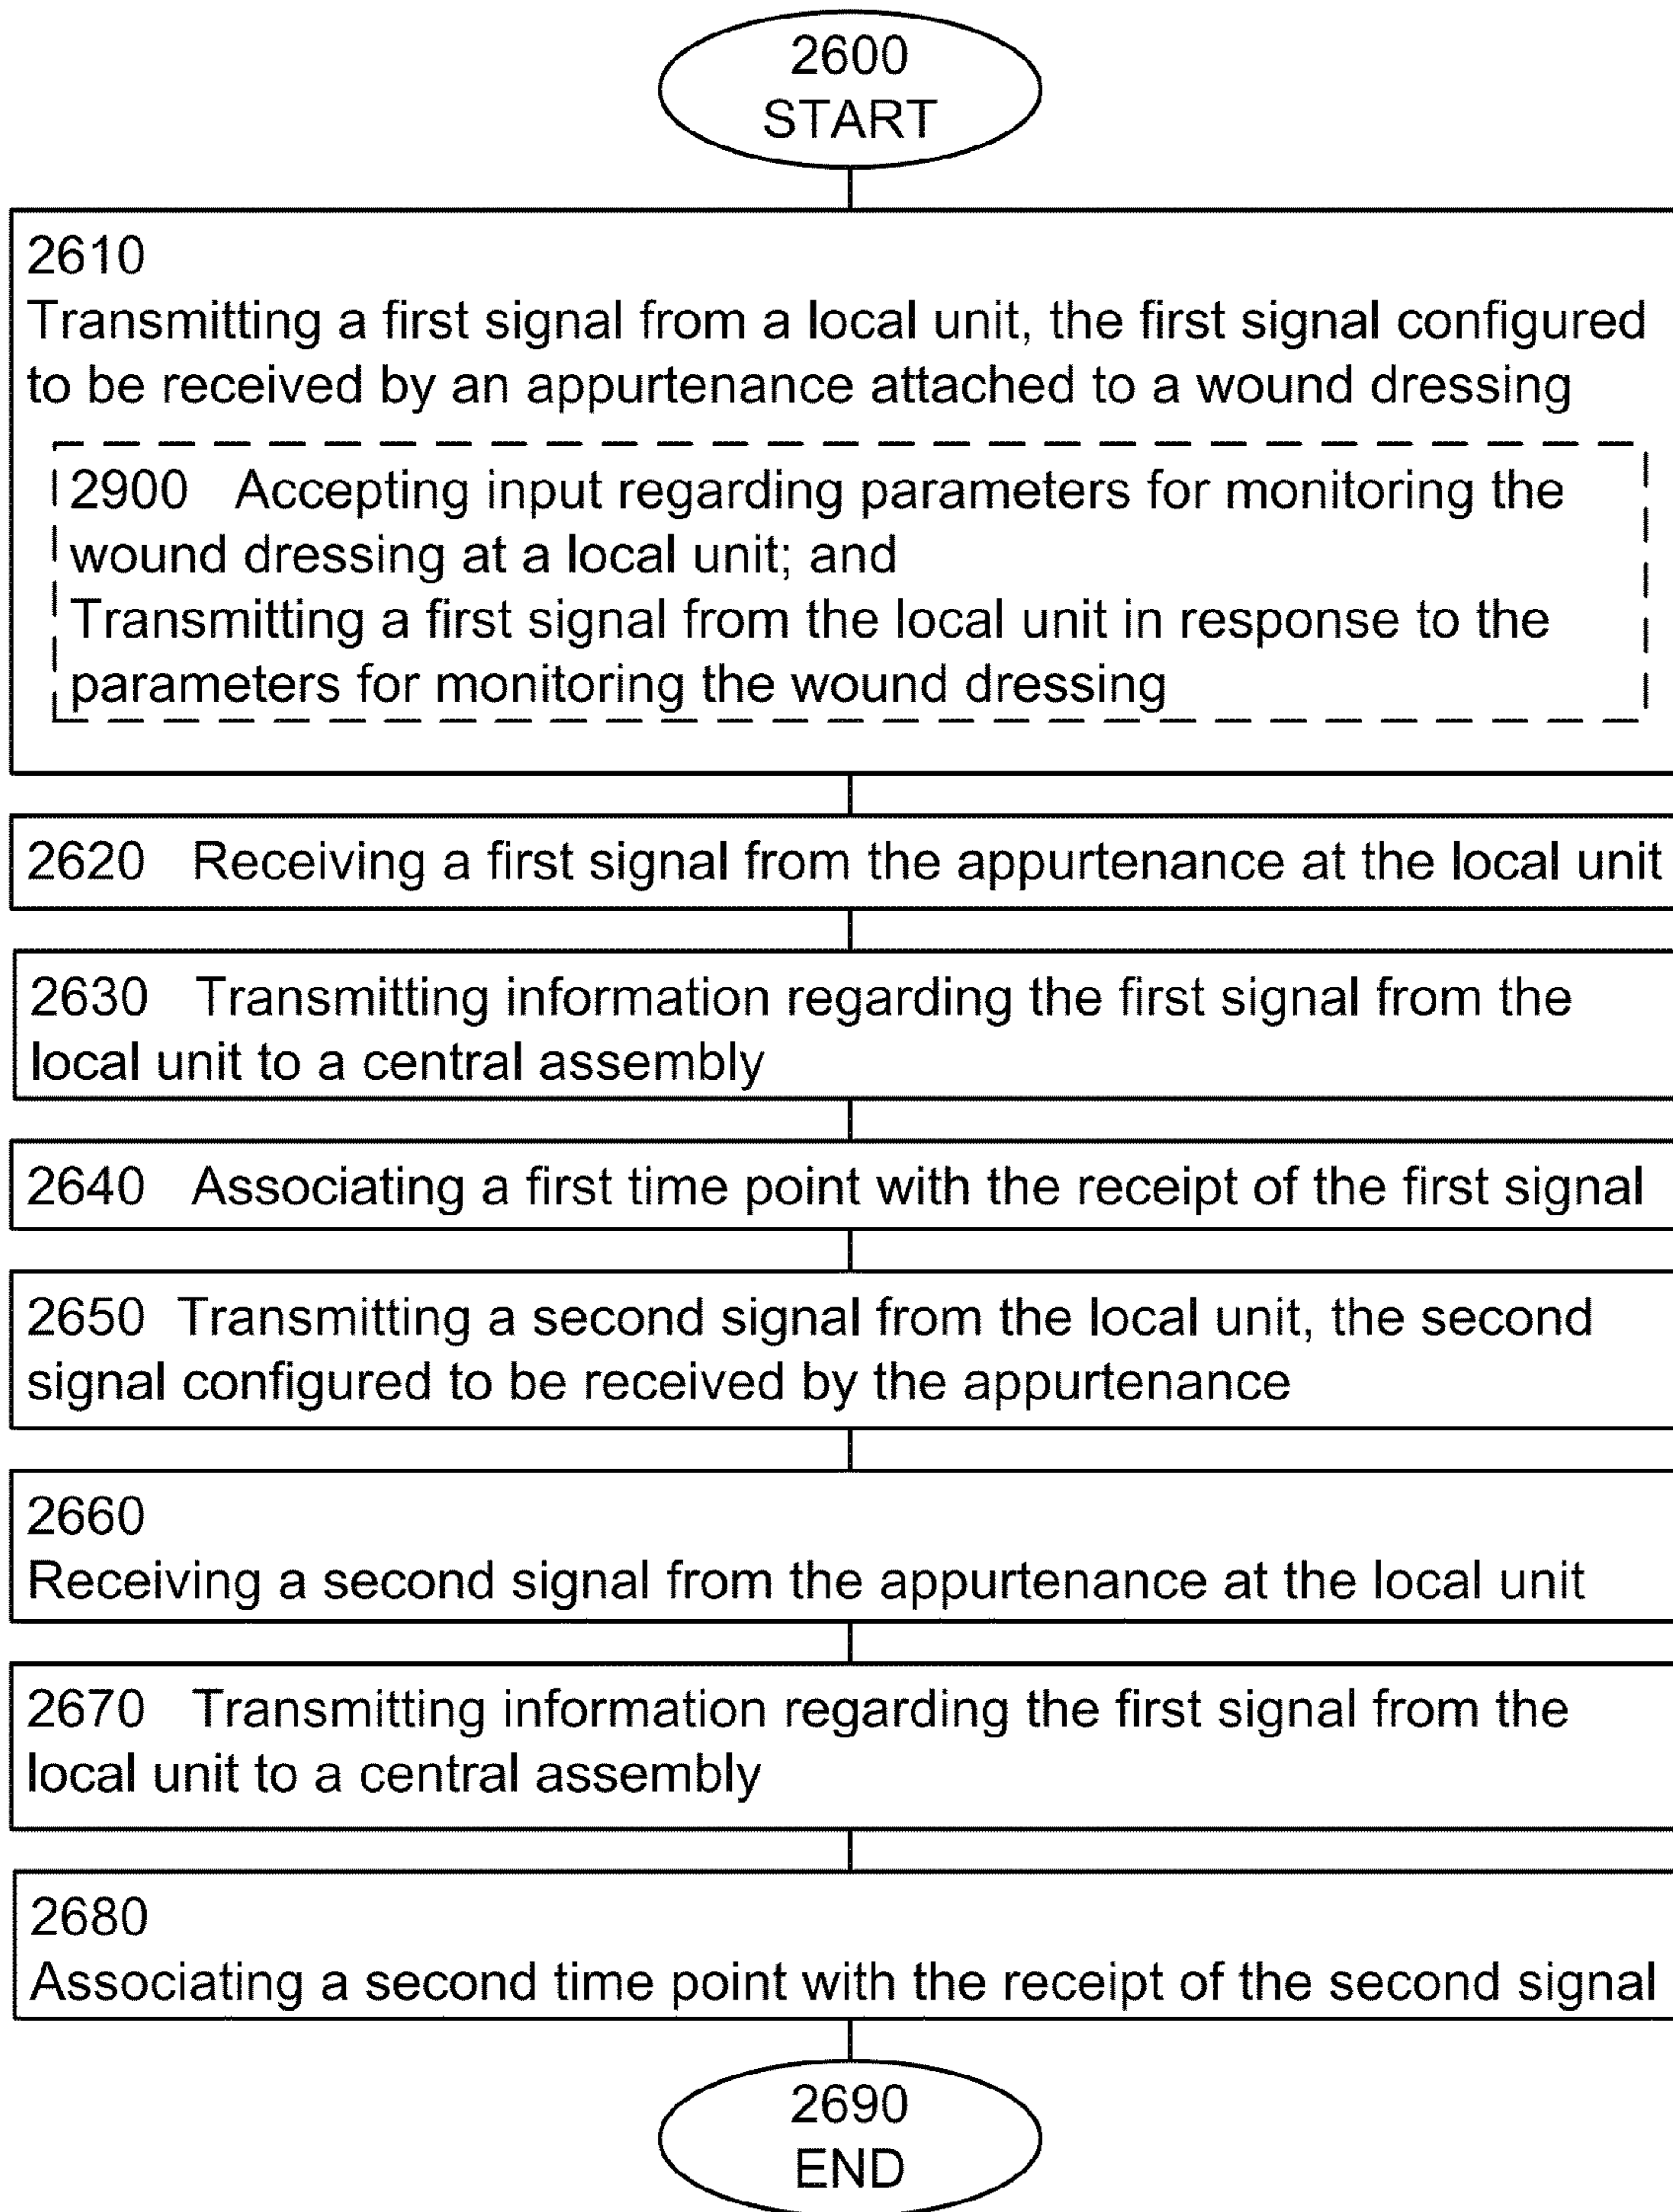 2600
START
2610
Transmitting a first signal from a local unit, the first signal configured
to be received by an appurtenance attached to a wound dressing
2900 Accepting input regarding parameters for monitoring the
wound dressing at a local unit; and
Transmitting a first signal from the local unit in response to the
parameters for monitoring the wound dressing
2620 Receiving a first signal from the appurtenance at the local unit
2630 Transmitting information regarding the first signal from the
local unit to a central assembly
2640 Associating a first time point with the receipt of the first signal
2650 Transmitting a second signal from the local unit, the second
signal configured to be received by the appurtenance
2660
Receiving a second signal from the appurtenance at the local unit
2670 Transmitting information regarding the first signal from the
local unit to a central assembly
2680
Associating a second time point with the receipt of the second signal
2690
END